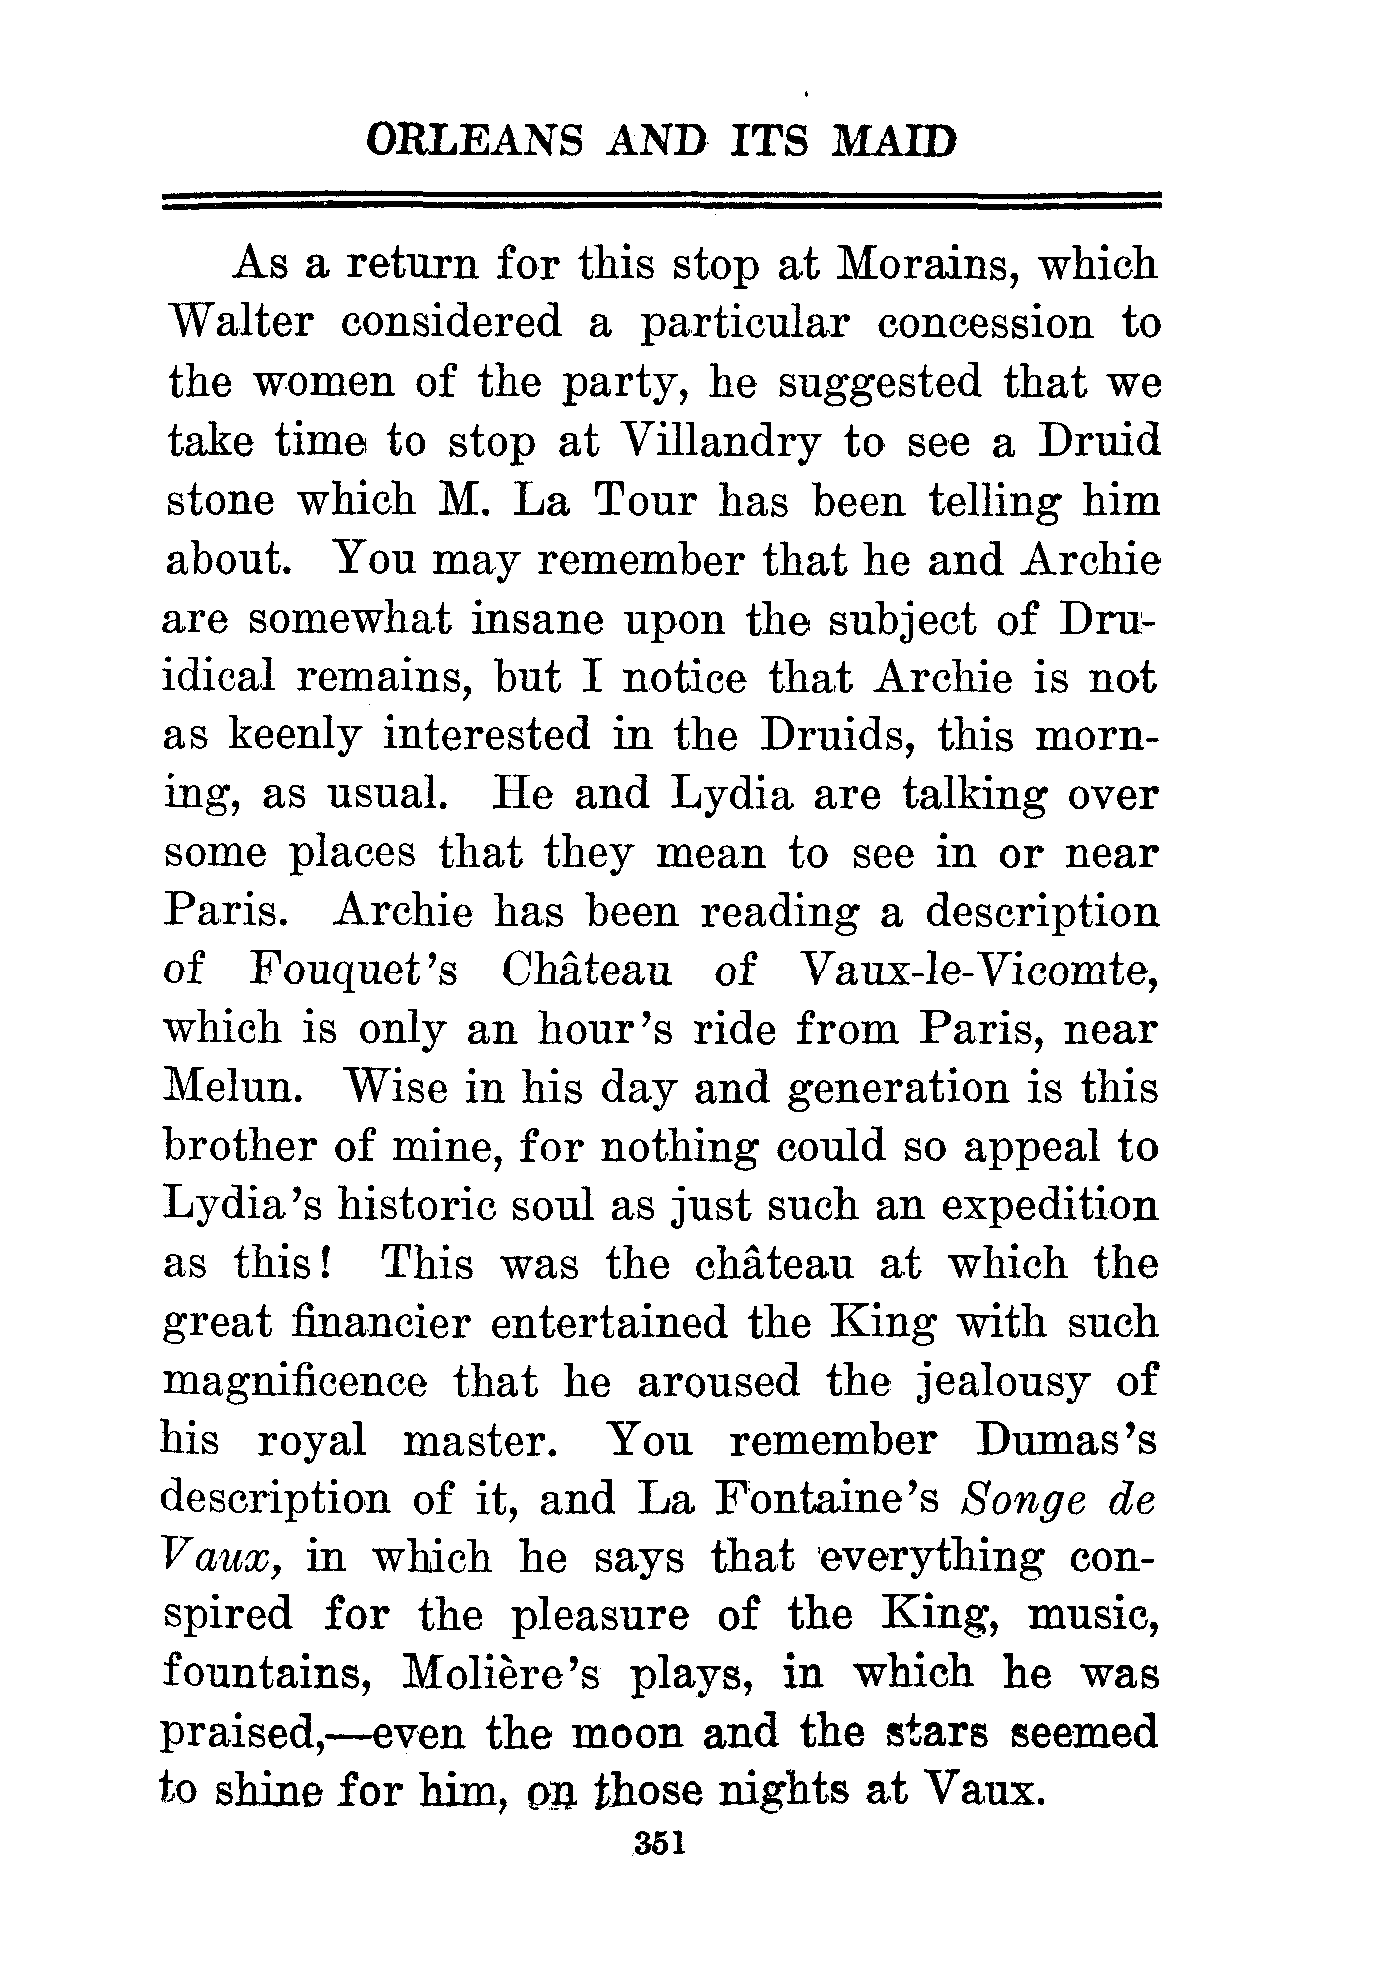 ORLEANS AND ITS MAID
As a return for this stop at Morains, which
Walter considered a particular concession to
the women of the party, he suggested that we
take time to stop at Villandry to see a Druid
stone which M. La Tour has been telling him
about. You may remember that he and Archie
are somewhat insane upon the subject of Dru-
idical remains, but I notice that Archie is not
as keenly interested in the Druids, this morn-
ing, as usual. He and Lydia are talking over
some places that they mean to see in or near
Paris. Archie has been reading a description
of Fouquet's Château of Vaux-le-Vicomte,
which is only an hour's ride from Paris, near
Melun. Wise in his day and generation is this
brother of mine, for nothing could so appeal to
Lydia's historic soul as just such an expedition
as this! This was the château at which the
great financier entertained the King with such
magnificence that he aroused the jealousy of
his royal master. You remember Dumas's
description of it, and La Fontaine's Songe de
Vaux, in which he says that everything con-
spired for the pleasure of the King, music,
fountains, Molière's plays, in which he was
praised,—even the moon and the stars seemed
to shine for him, on those nights at Vaux.
351